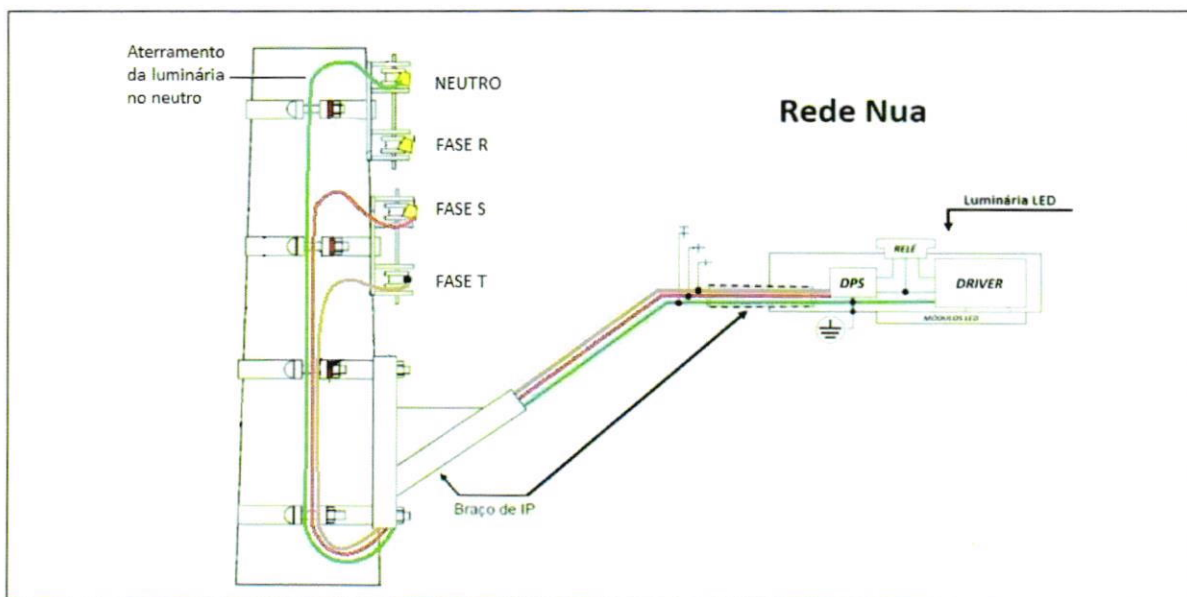 Aterramento
da luminária
no neutro
NEUTRO
FASE R
FASE S
FASE T
Rede Nua
Luminária LED
RELÉ
DPS
DRIVER
MÓDULOS LED
Braço de IP